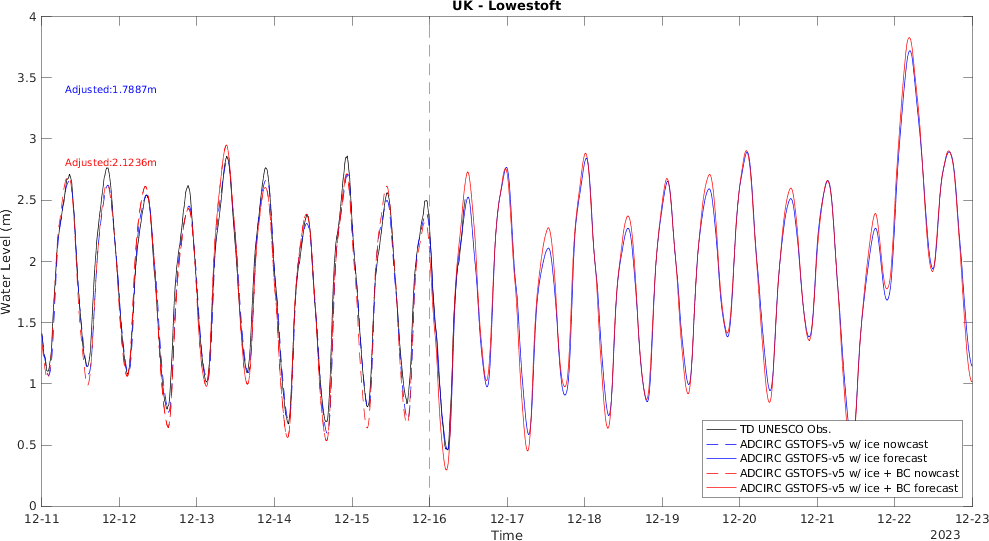 UK - Lowestoft
4
3.5
3
2.5
2
1.5
1
0.5
0
Water Level (m)
Adjusted:1.7887m
Adjusted:2.1236m
TD UNESCO Obs.
ADCIRC GSTOFS-v5 w/ ice nowcast
ADCIRC GSTOFS-v5 w/ ice forecast
ADCIRC GSTOFS-v5 w/ ice + BC nowcast
ADCIRC GSTOFS-v5 w/ ice + BC forecast
12-11 12-12 12-13 12-14 12-15 12-16 12-17 12-18 12-19 12-20 12-21 12-22 12-23
Time
2023